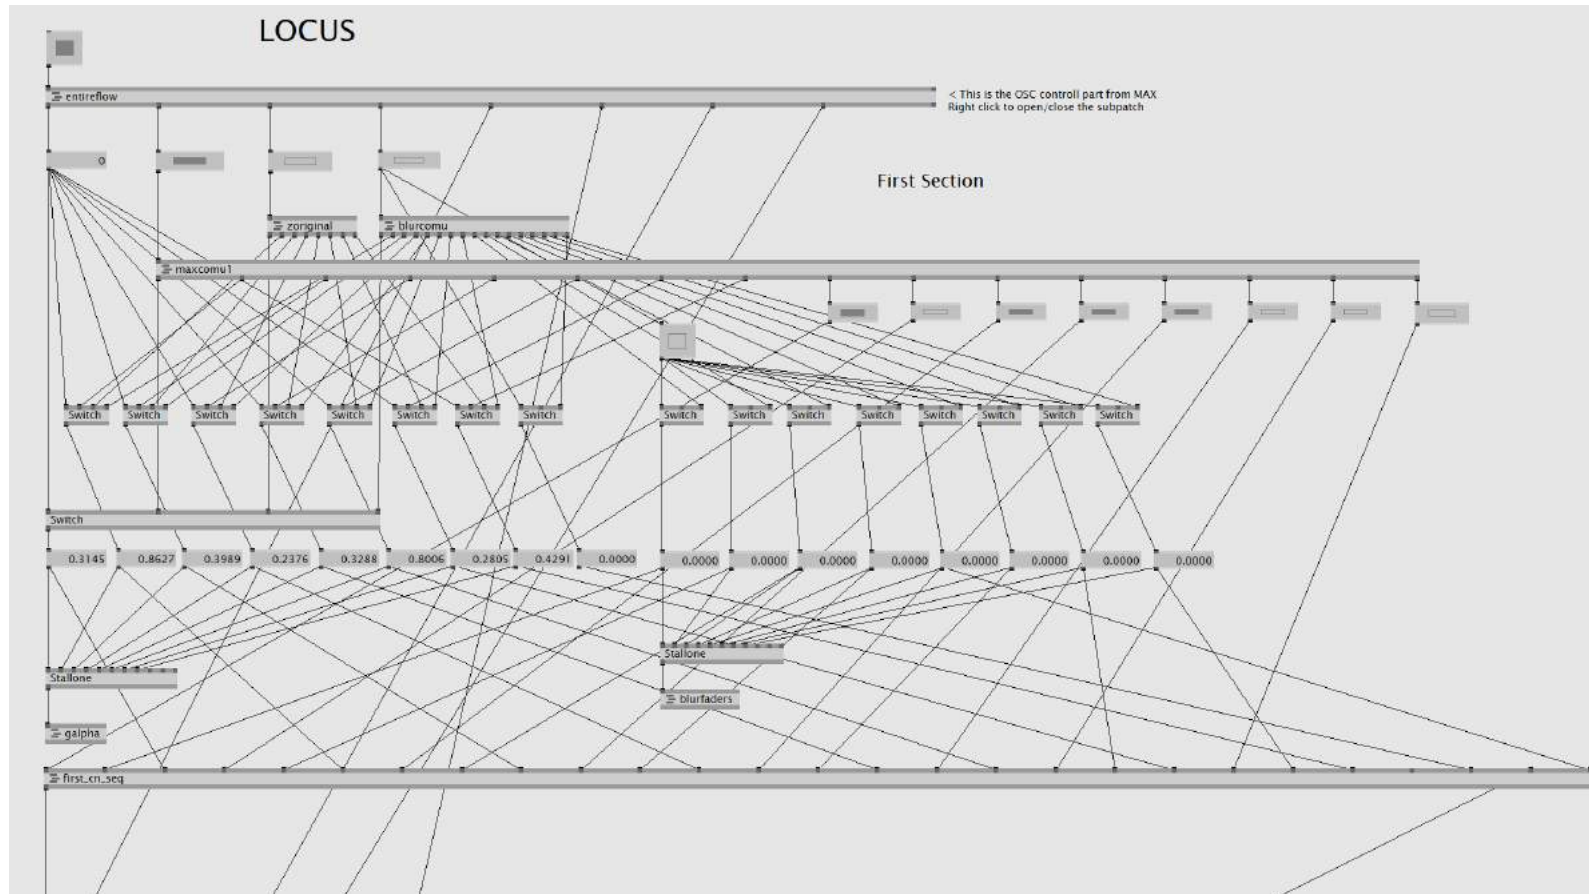 LOCUS
entireflow
< This is the OSC controll part from MAX
Right click to open/close the subpatch
0
First Section
zoriginal
blurcomu
maxcomu1
Switch Switch Switch Switch Switch Switch Switch Switch Switch Switch Switch Switch Switch Switch Switch Switch
Switch
0.3145 0.8627 0.3989 0.2376 0.3288 0.8006 0.2805 0.4291 0.0000 0.0000 0.0000 0.0000 0.0000 0.0000 0.0000 0.0000 0.0000
Stallone
Stallone
blurfaders
galpha
first_cn_seq